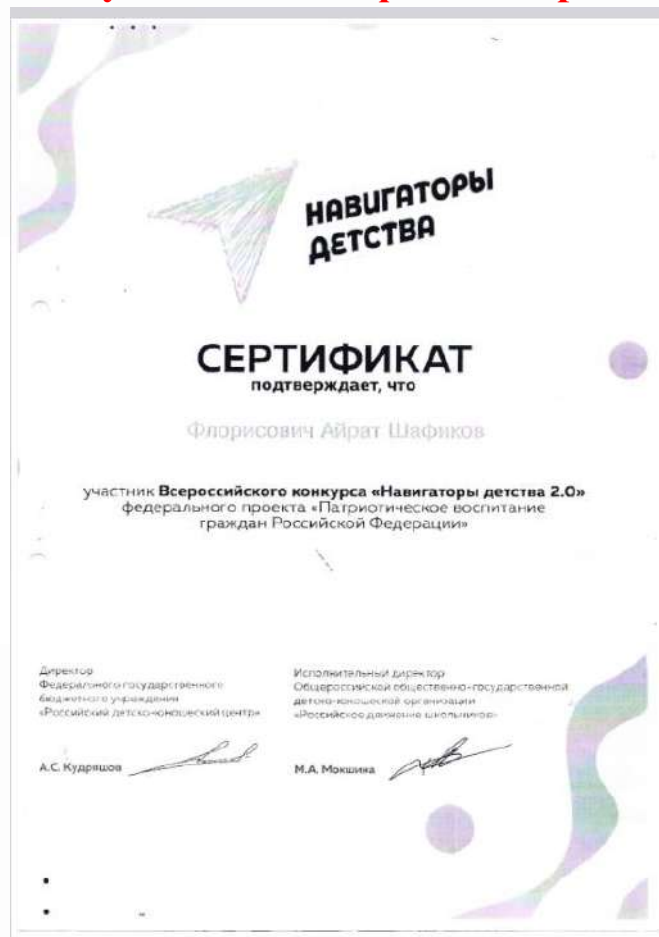 НАВИГАТОРЫ
ДЕТСТВА
СЕРТИФИКАТ
подтверждает, что
Флорисович Айрат Шафиков
участник Всероссийского конкурса «Навигаторы детства 2.0»
федерального проекта «Патриотическое воспитание
граждан Российской Федерации»
Директор
Федерального государственного
бюджетного учреждения
«Российский детско-юношеский центр»
А.С. Кудряшов
Исполнительный директор
Общероссийской общественно-государственной
детско-юношеской организации
«Российское движение школьников»
М.А. Мокшина